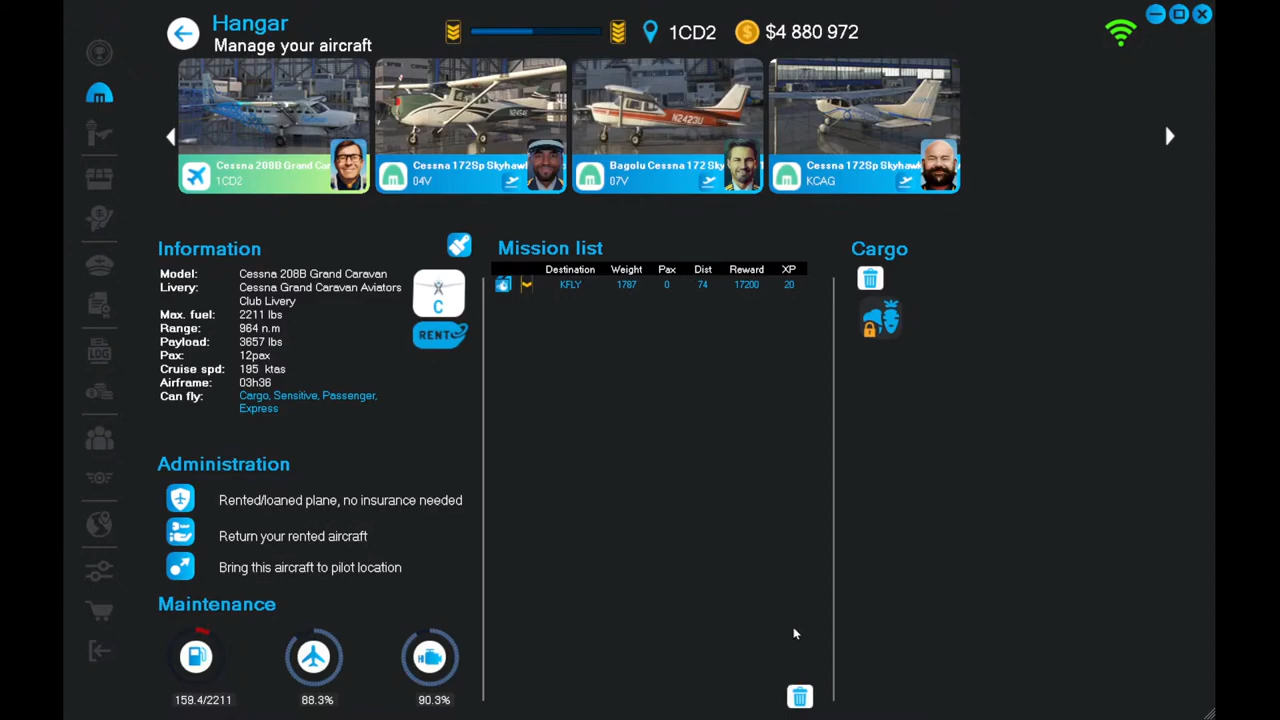 Hangar
Manage your aircraft
1CD2
$4 880 972
Cessna 208B Grand Car
1CD2
Cessna 172Sp Skyhawk
04V
Bagolu Cessna 172 Sky
07V
Cessna 172Sp Skyhawk
KCAG
Information
Model: Cessna 208B Grand Caravan
Livery: Cessna Grand Caravan Aviators
Club Livery
Max. fuel: 2211 lbs
Range: 964 n.m
Payload: 3657 lbs
Pax: 12pax
Cruise spd: 195 ktas
Airframe: 03h36
Can fly: Cargo, Sensitive, Passenger,
Express
C
RENT
Administration
Rented/loaned plane, no insurance needed
Return your rented aircraft
Bring this aircraft to pilot location
Maintenance
159.4/2211
88.3%
90.3%
Mission list
Destination Weight Pax Dist Reward XP
KFLY 1787 0 74 17200 20
Cargo
LOG